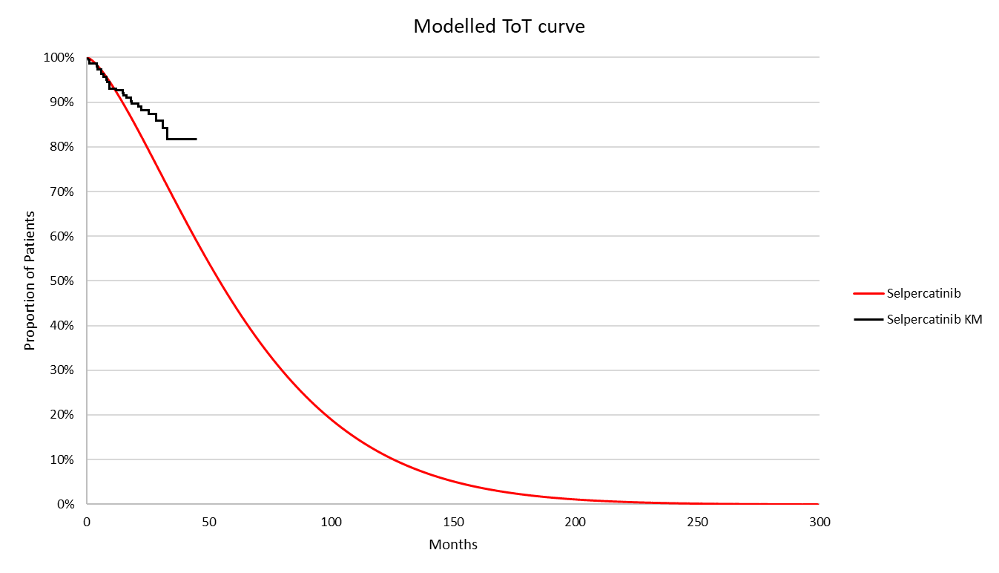 Modelled ToT curve
100%
90%
80%
70%
60%
50%
40%
30%
20%
10%
0%
Proportion of Patients
0 50 100 150 200 250 300
Months
Selpercatinib
Selpercatinib KM